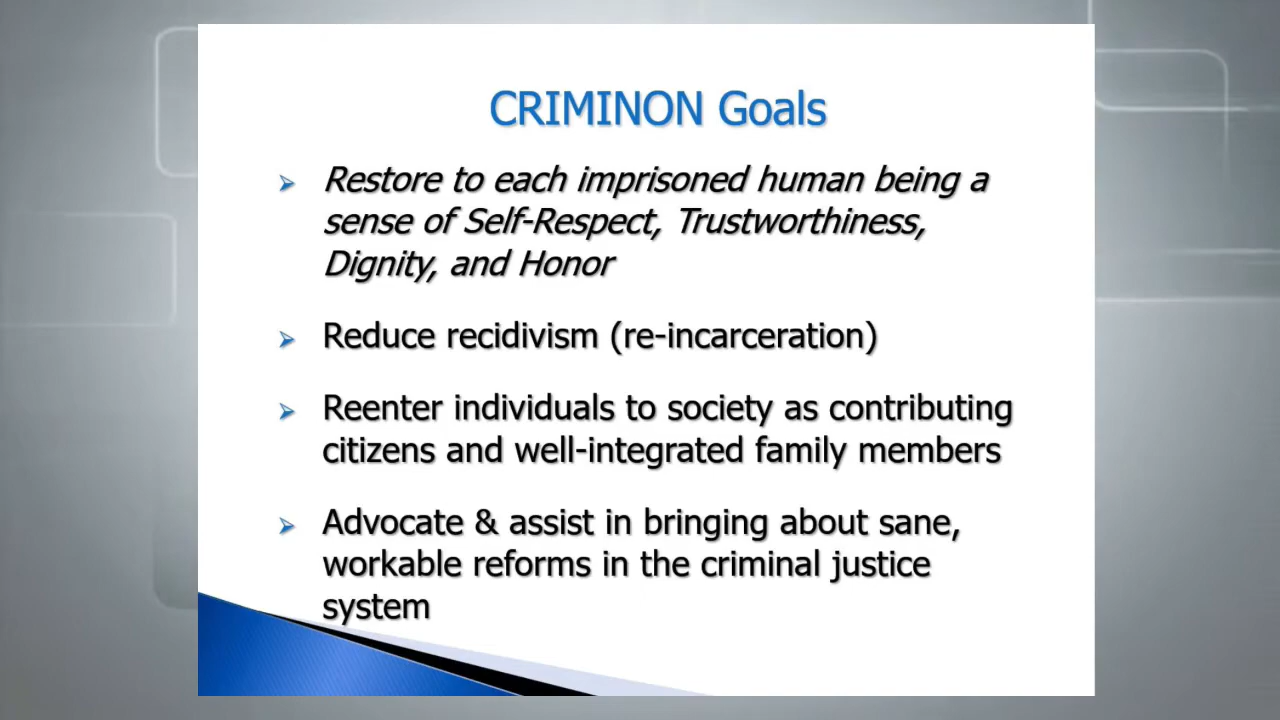 CRIMINON Goals
Restore to each imprisoned human being a
sense of Self-Respect, Trustworthiness,
Dignity, and Honor
Reduce recidivism (re-incarceration)
Reenter individuals to society as contributing
citizens and well-integrated family members
Advocate & assist in bringing about sane,
workable reforms in the criminal justice
system